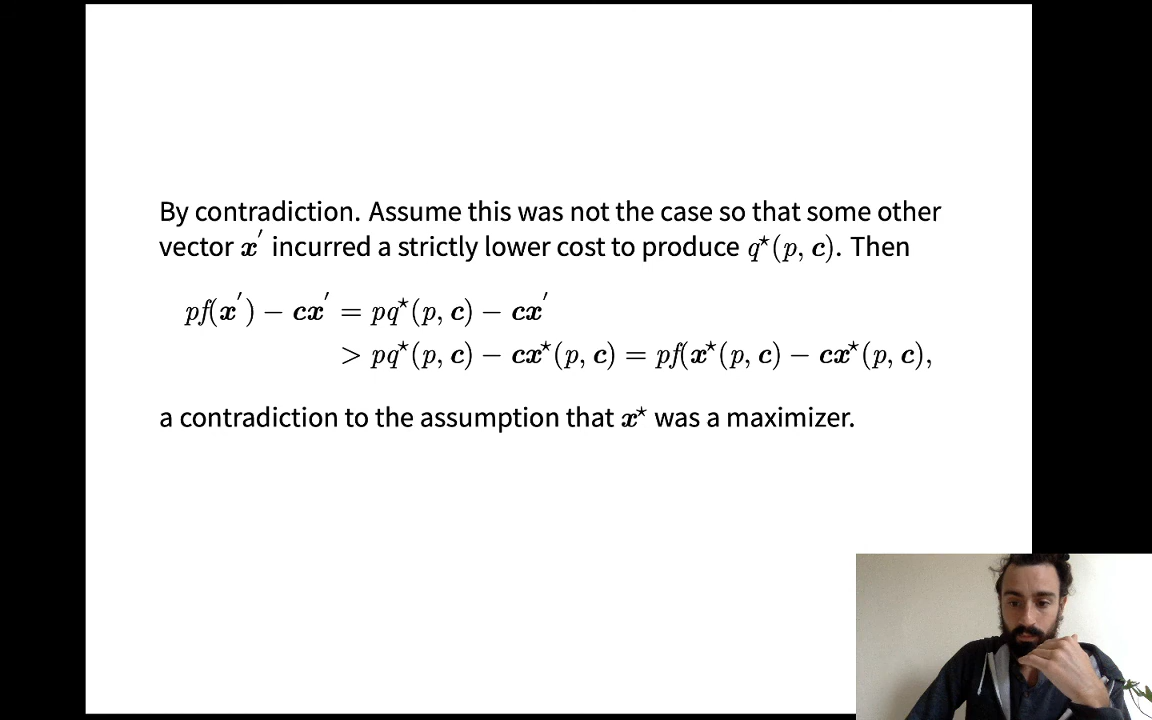 By contradiction. Assume this was not the case so that some other
vector x′ incurred a strictly lower cost to produce q⋆(p, c). Then
pf(x′) − cx′ = pq⋆(p, c) − cx′
> pq⋆(p, c) − cx⋆(p, c) = pf(x⋆(p, c) − cx⋆(p, c),
a contradiction to the assumption that x⋆ was a maximizer.